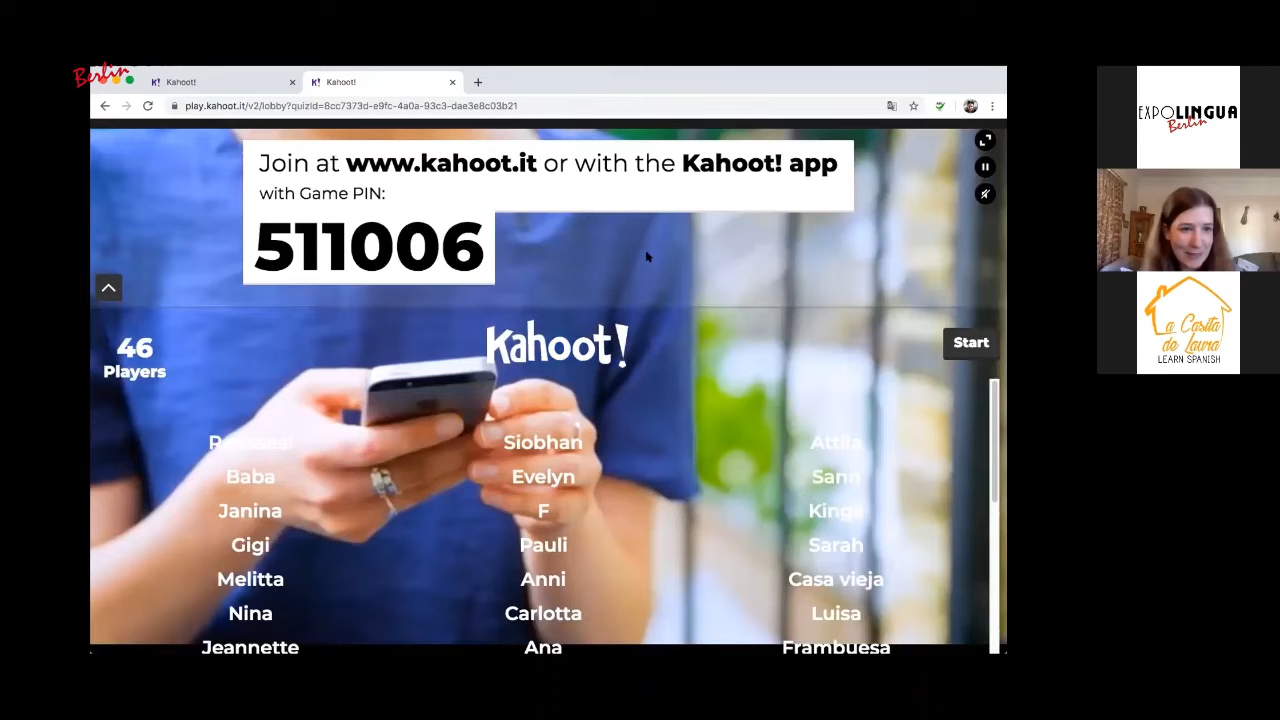 Berlin
Kahoot!
Kahoot!
play.kahoot.it/v2/lobby?quizId=8cc7373d-e9fc-4a0a-93c3-dae3e8c03b21
Join at www.kahoot.it or with the Kahoot! app
with Game PIN:
511006
Kahoot!
46
Players
Start
Siobhan
Attila
Baba
Evelyn
Sann
Janina
F
Kinga
Gigi
Pauli
Sarah
Melitta
Anni
Casa vieja
Nina
Carlotta
Luisa
Jeannette
Ana
Frambuesa
EXPOLINGUA
Berlin
La Casita
de Laura
LEARN SPANISH